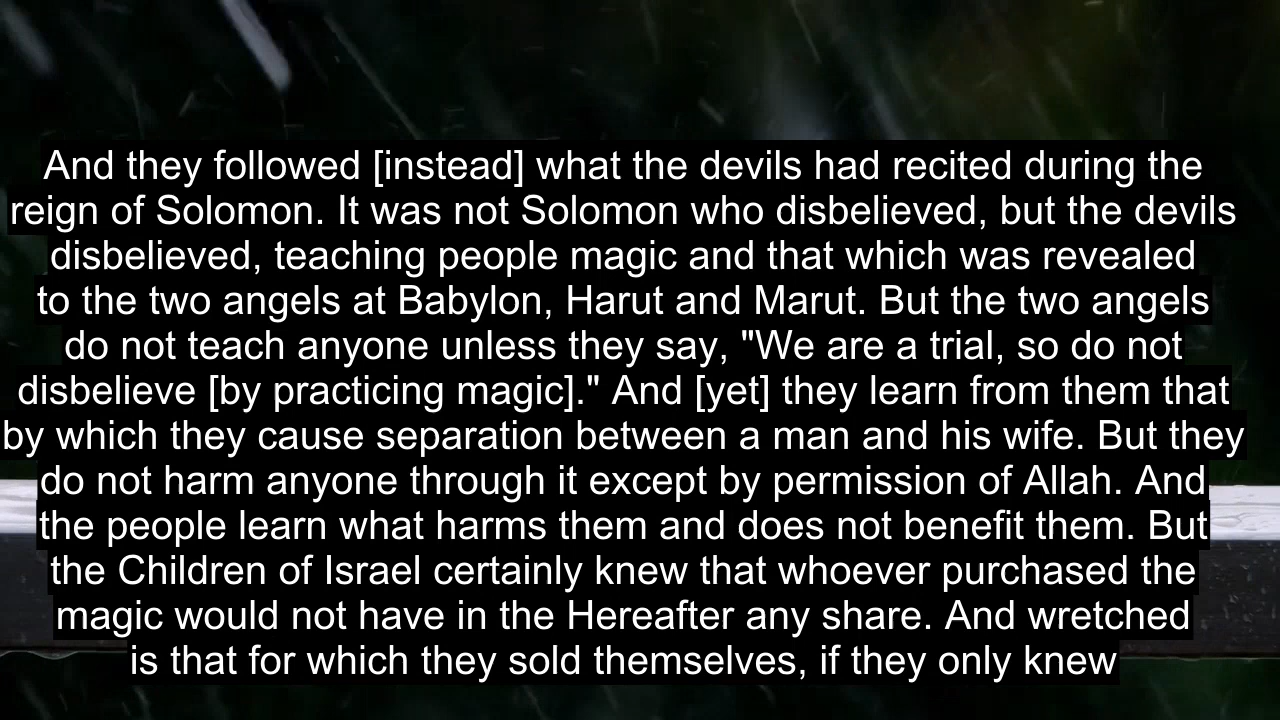 And they followed [instead] what the devils had recited during the
reign of Solomon. It was not Solomon who disbelieved, but the devils
disbelieved, teaching people magic and that which was revealed
to the two angels at Babylon, Harut and Marut. But the two angels
do not teach anyone unless they say, "We are a trial, so do not
disbelieve [by practicing magic]." And [yet] they learn from them that
by which they cause separation between a man and his wife. But they
do not harm anyone through it except by permission of Allah. And
the people learn what harms them and does not benefit them. But
the Children of Israel certainly knew that whoever purchased the
magic would not have in the Hereafter any share. And wretched
is that for which they sold themselves, if they only knew